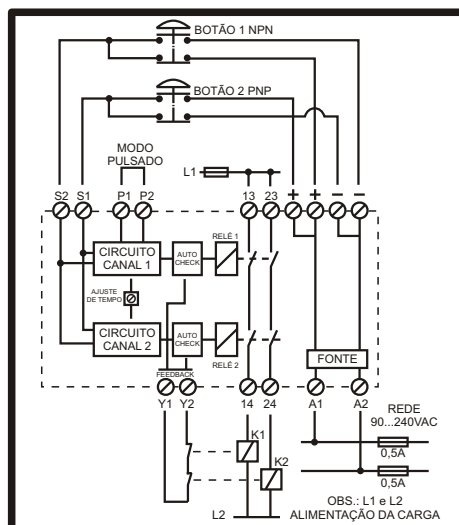 BOTÃO 1 NPN
BOTÃO 2 PNP
MODO
PULSADO
L1
S2 S1 P1 P2 13 23 + + − −
RELÉ 1
CIRCUITO
CANAL 1
AUTO
CHECK
AJUSTE
DE TEMPO
CIRCUITO
CANAL 2
AUTO
CHECK
RELÉ 2
FEEDBACK
FONTE
Y1 Y2 14 24 A1 A2
REDE
90...240VAC
K1
0,5A
K2
0,5A
OBS.: L1 e L2
L2 ALIMENTAÇÃO DA CARGA